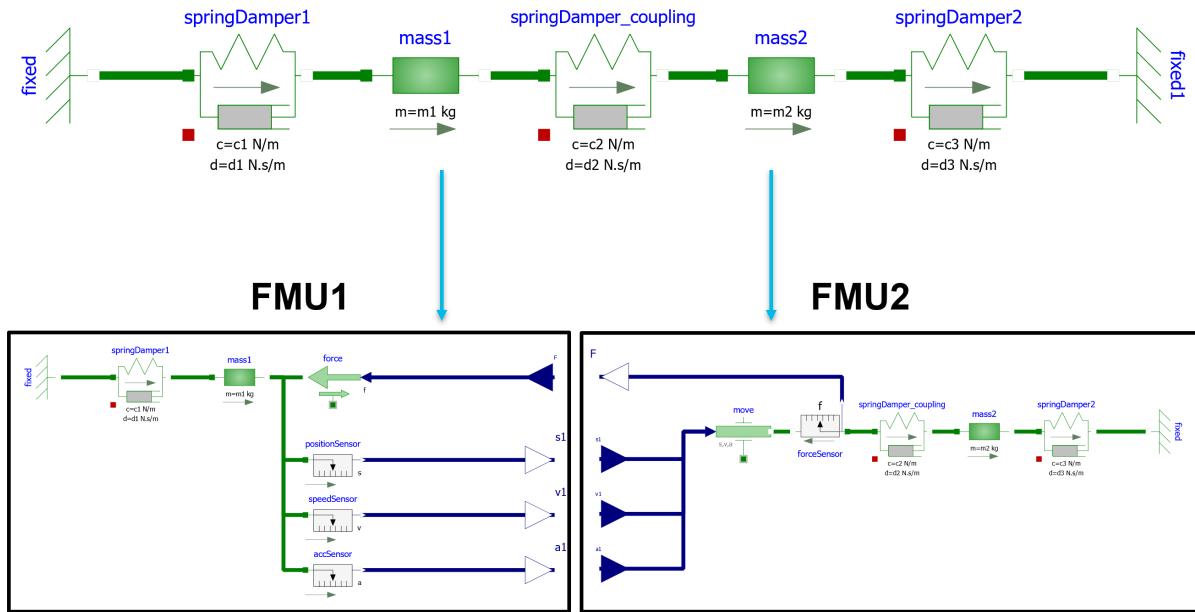 springDamper1
springDamper_coupling
springDamper2
mass1
mass2
fixed
fixed1
m=m1 kg
m=m2 kg
c=c1 N/m
d=d1 N.s/m
c=c2 N/m
d=d2 N.s/m
c=c3 N/m
d=d3 N.s/m
FMU1
FMU2
springDamper1
mass1
force
F
fixed
f
m=m1 kg
c=c1 N/m
d=d1 N.s/m
positionSensor
s1
s
speedSensor
v1
v
accSensor
a1
a
F
move
f
springDamper_coupling
mass2
springDamper2
fixed
s,v,a
forceSensor
m=m2 kg
c=c2 N/m
d=d2 N.s/m
c=c3 N/m
d=d3 N.s/m
s1
v1
a1